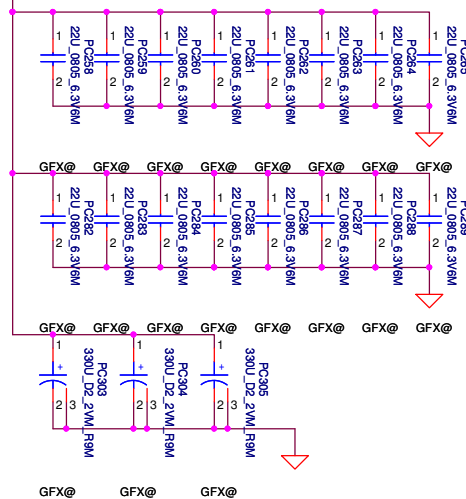 1 2 PC258 22U_0805_6.3V6M
1 2 PC259 22U_0805_6.3V6M
1 2 PC260 22U_0805_6.3V6M
1 2 PC261 22U_0805_6.3V6M
1 2 PC262 22U_0805_6.3V6M
1 2 PC263 22U_0805_6.3V6M
1 2 PC264 22U_0805_6.3V6M
1 2 22U_0805_6.3V6M
GFX@ GFX@ GFX@ GFX@ GFX@ GFX@ GFX@ GFX@
1 2 PC282 22U_0805_6.3V6M
1 2 PC283 22U_0805_6.3V6M
1 2 PC284 22U_0805_6.3V6M
1 2 PC285 22U_0805_6.3V6M
1 2 PC286 22U_0805_6.3V6M
1 2 PC287 22U_0805_6.3V6M
1 2 PC288 22U_0805_6.3V6M
1 2 22U_0805_6.3V6M
GFX@ GFX@ GFX@ GFX@ GFX@ GFX@ GFX@ GFX@
1 + 2 3 PC303 330U_D2_2VM_R9M
1 + 2 3 PC304 330U_D2_2VM_R9M
1 + 2 3 PC305 330U_D2_2VM_R9M
GFX@ GFX@ GFX@